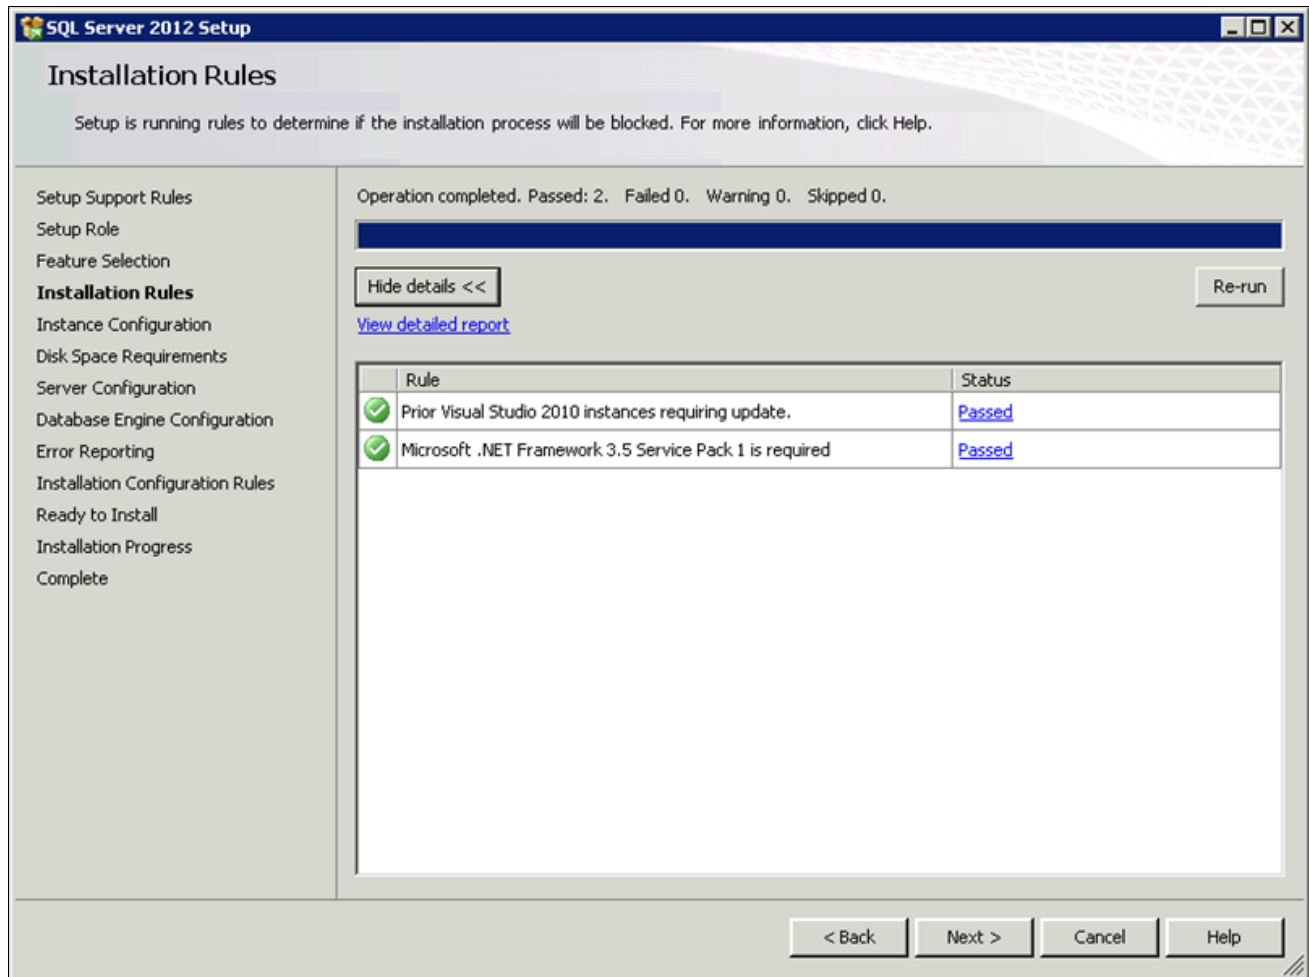 SQL Server 2012 Setup
Installation Rules
Setup is running rules to determine if the installation process will be blocked. For more information, click Help.
Setup Support Rules
Setup Role
Feature Selection
Installation Rules
Instance Configuration
Disk Space Requirements
Server Configuration
Database Engine Configuration
Error Reporting
Installation Configuration Rules
Ready to Install
Installation Progress
Complete
Operation completed. Passed: 2. Failed 0. Warning 0. Skipped 0.
Hide details << Re-run
View detailed report
Rule Status
Prior Visual Studio 2010 instances requiring update. Passed
Microsoft .NET Framework 3.5 Service Pack 1 is required Passed
< Back Next > Cancel Help